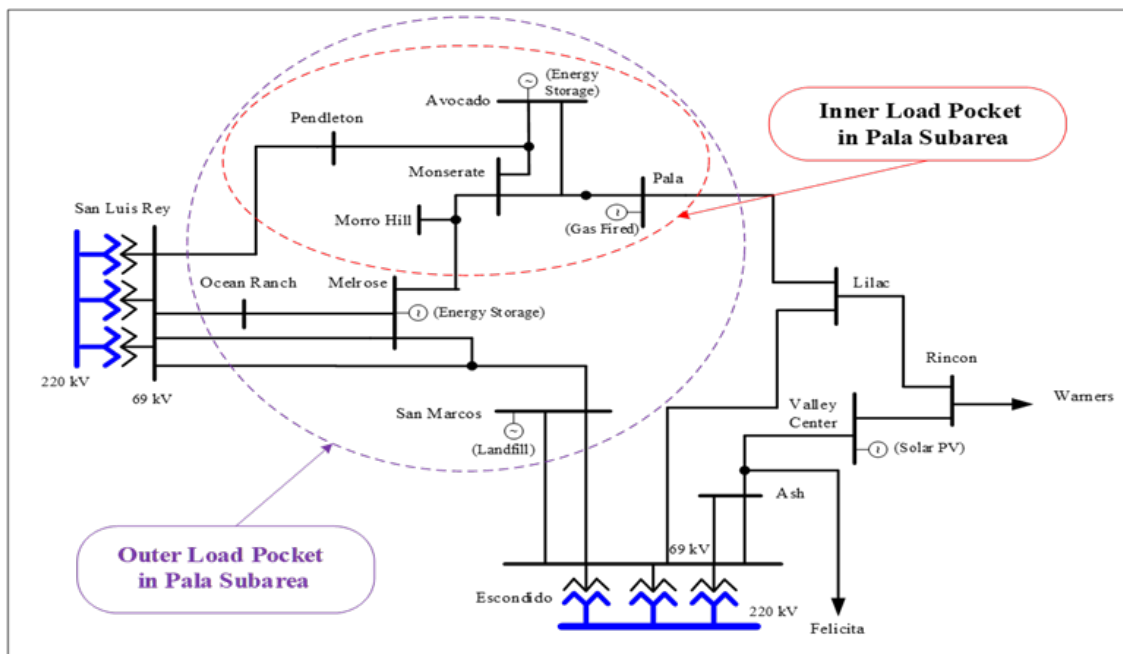 (Energy
Storage)
Avocado
Pendleton
Inner Load Pocket
in Pala Subarea
Monserate
Pala
San Luis Rey
Morro Hill
(Gas Fired)
Ocean Ranch
Melrose
Lilac
(Energy Storage)
Rincon
220 kV
69 kV
Warners
San Marcos
Valley
Center
(Solar PV)
(Landfill)
Ash
Outer Load Pocket
in Pala Subarea
69 kV
Escondido
220 kV
Felicita